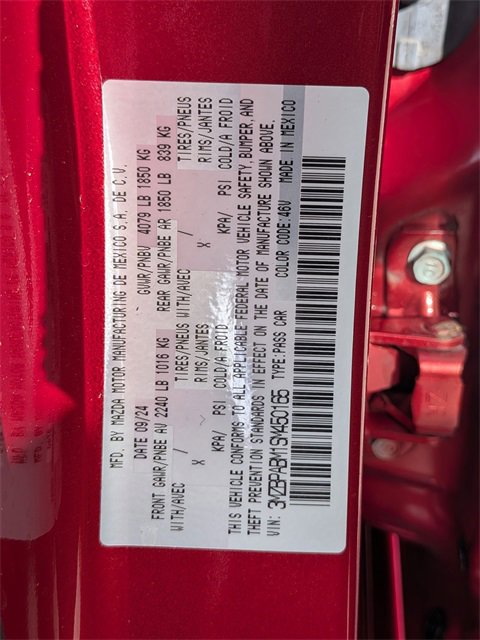 MFD. BY MAZDA MOTOR MANUFACTURING DE MEXICO S.A. DE C.V.
DATE 09/24 GVWR/PNBV 4079 LB 1850 KG
FRONT GAWR/PNBE AV 2240 LB 1016 KG REAR GAWR/PNBE AR 1850 LB 839 KG
WITH/AVEC / TIRES/PNEUS WITH/AVEC / TIRES/PNEUS
X RIMS/JANTES X RIMS/JANTES
KPA/ PSI COLD/A FROID KPA/ PSI COLD/A FROID
THIS VEHICLE CONFORMS TO ALL APPLICABLE FEDERAL MOTOR VEHICLE SAFETY, BUMPER, AND
THEFT PREVENTION STANDARDS IN EFFECT ON THE DATE OF MANUFACTURE SHOWN ABOVE.
VIN: 3MZBPABM1SM450165 TYPE:PASS CAR COLOR CODE:46V MADE IN MEXICO